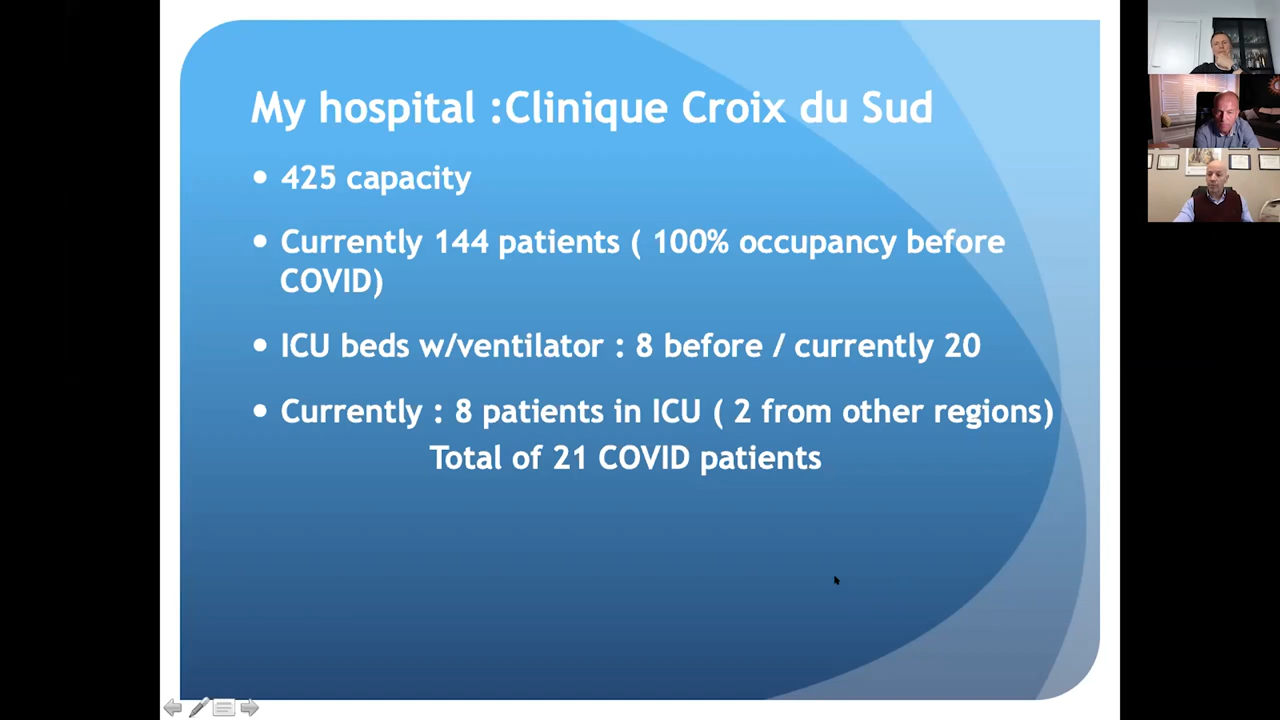 My hospital :Clinique Croix du Sud
• 425 capacity
• Currently 144 patients ( 100% occupancy before
COVID)
• ICU beds w/ventilator : 8 before / currently 20
• Currently : 8 patients in ICU ( 2 from other regions)
Total of 21 COVID patients